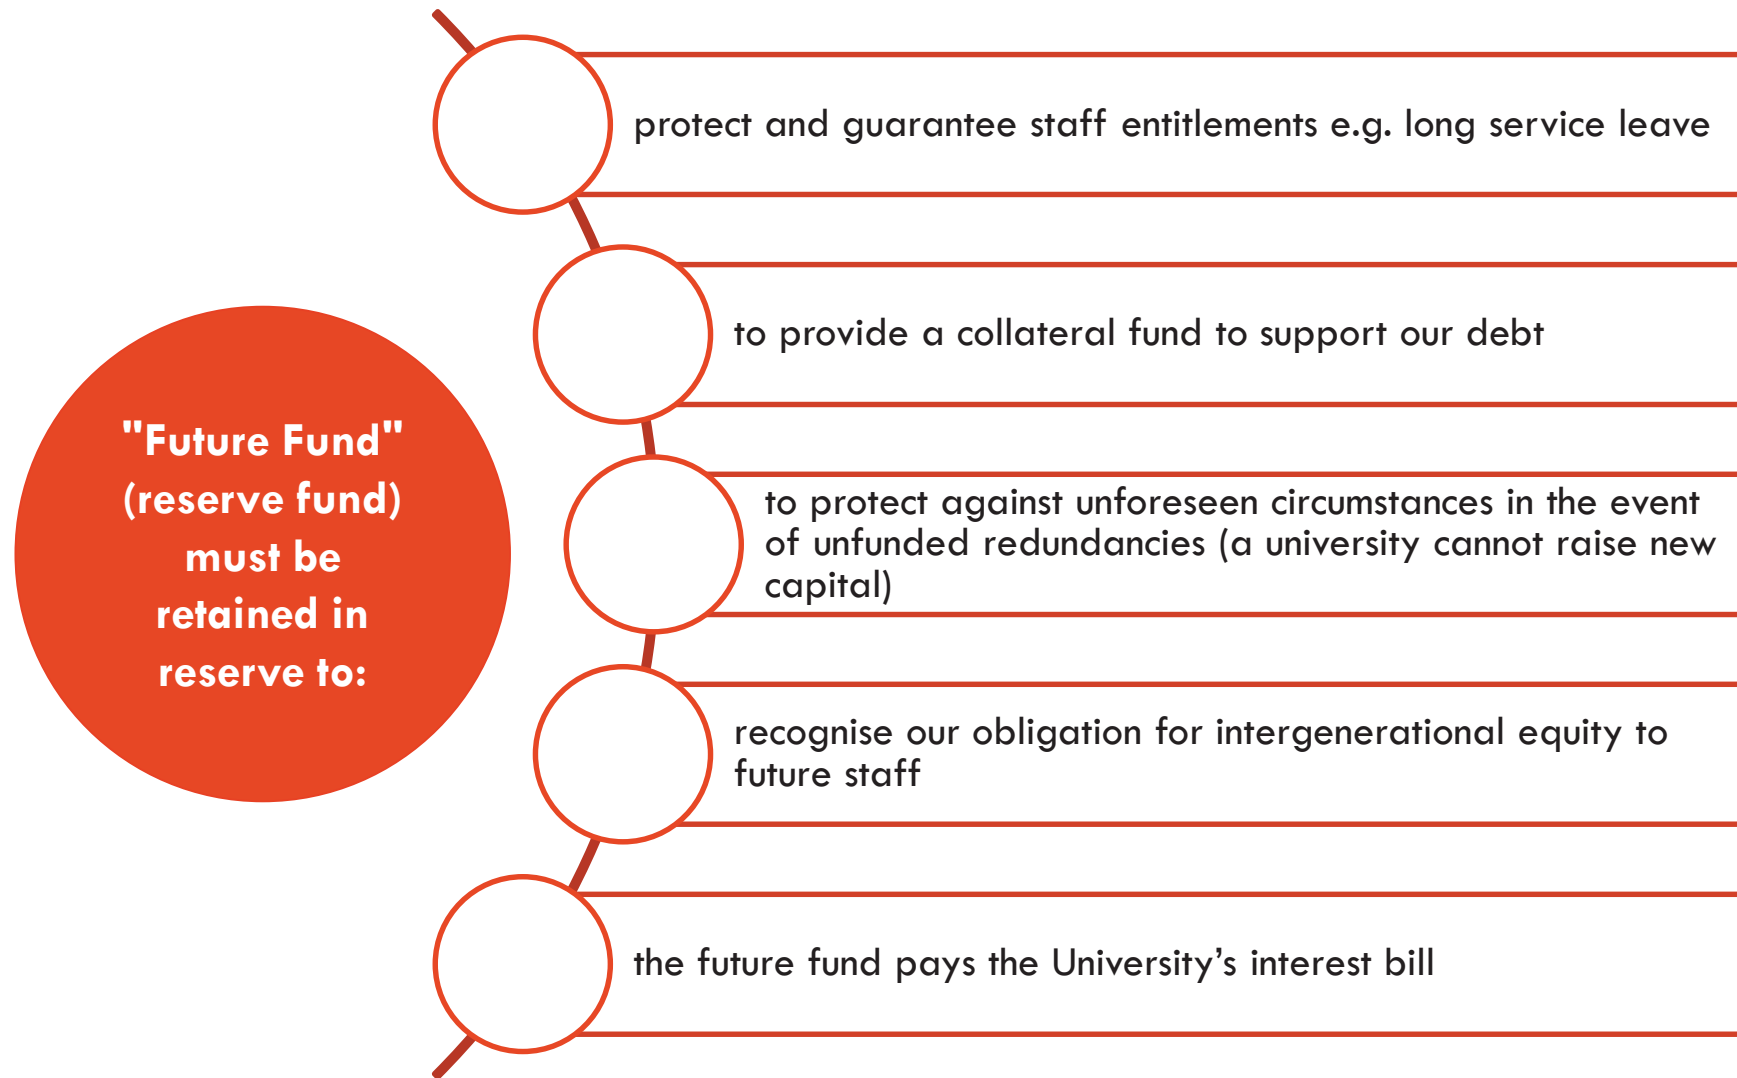 "Future Fund"
(reserve fund)
must be
retained in
reserve to:
protect and guarantee staff entitlements e.g. long service leave
to provide a collateral fund to support our debt
to protect against unforeseen circumstances in the event
of unfunded redundancies (a university cannot raise new
capital)
recognise our obligation for intergenerational equity to
future staff
the future fund pays the University’s interest bill